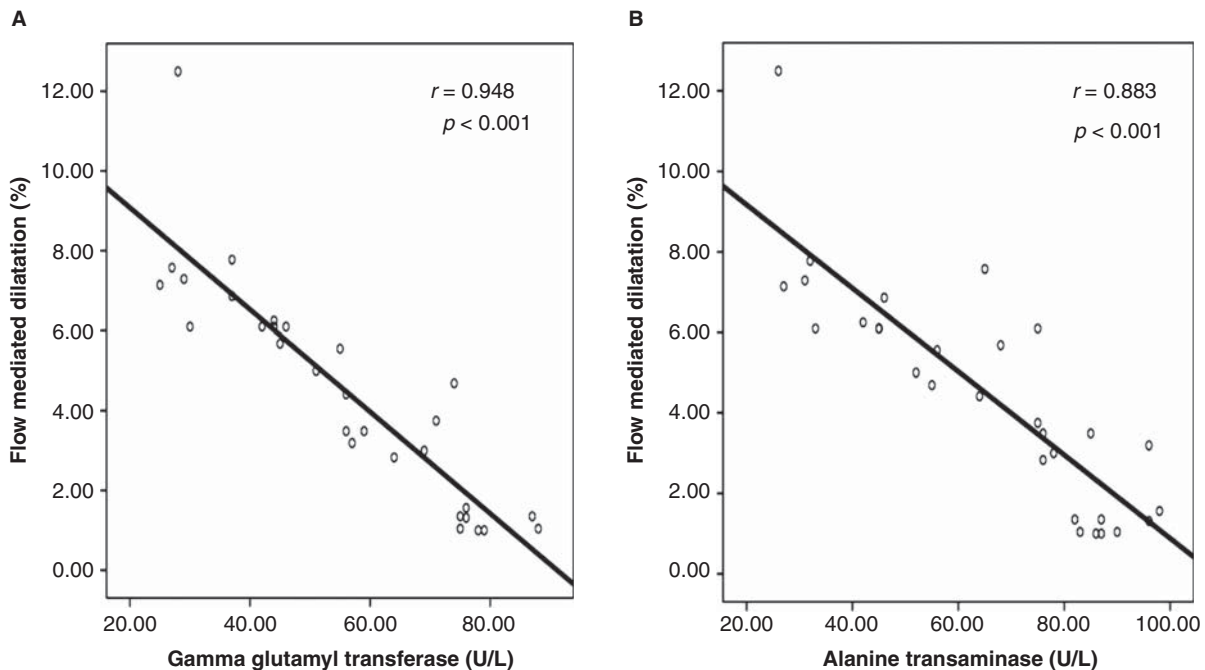 A
r = 0.948
p < 0.001
12.00
10.00
8.00
6.00
4.00
2.00
0.00
Flow mediated dilatation (%)
20.00 40.00 60.00 80.00
Gamma glutamyl transferase (U/L)
B
r = 0.883
p < 0.001
12.00
10.00
8.00
6.00
4.00
2.00
0.00
Flow mediated dilatation (%)
20.00 40.00 60.00 80.00 100.00
Alanine transaminase (U/L)